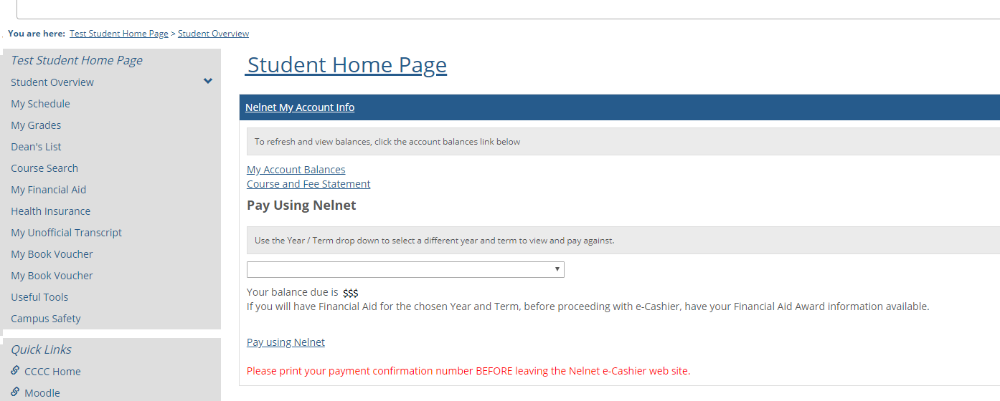 You are here: Test Student Home Page > Student Overview
Test Student Home Page
Student Overview
My Schedule
My Grades
Dean's List
Course Search
My Financial Aid
Health Insurance
My Unofficial Transcript
My Book Voucher
My Book Voucher
Useful Tools
Campus Safety
Quick Links
CCCC Home
Moodle
Student Home Page
Nelnet My Account Info
To refresh and view balances, click the account balances link below
My Account Balances
Course and Fee Statement
Pay Using Nelnet
Use the Year / Term drop down to select a different year and term to view and pay against.
Your balance due is $$$
If you will have Financial Aid for the chosen Year and Term, before proceeding with e-Cashier, have your Financial Aid Award information available.
Pay using Nelnet
Please print your payment confirmation number BEFORE leaving the Nelnet e-Cashier web site.